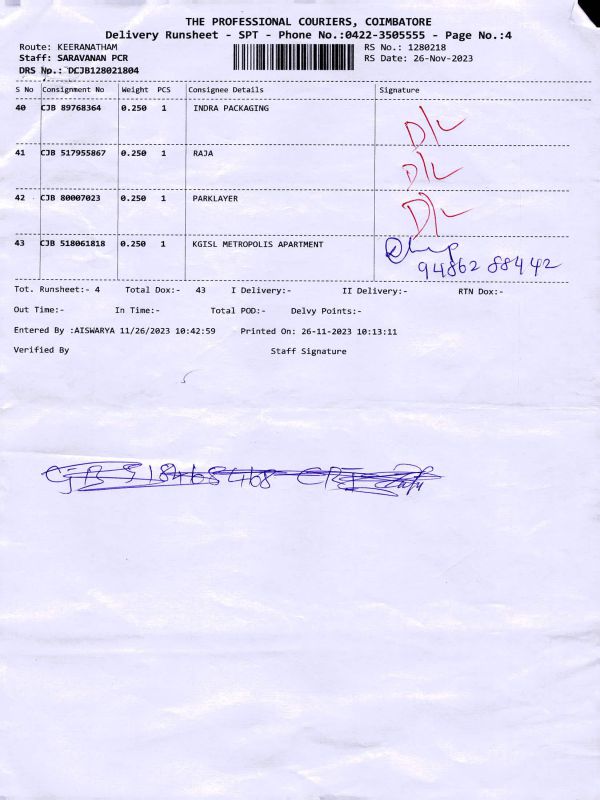 THE PROFESSIONAL COURIERS, COIMBATORE
Delivery Runsheet - SPT - Phone No.:0422-3505555 - Page No.:4
Route: KEERANATHAM RS No.: 1280218
Staff: SARAVANAN PCR RS Date: 26-Nov-2023
DRS No.: DCJB128021804
S No Consignment No Weight PCS Consignee Details Signature
40 CJB 89768364 0.250 1 INDRA PACKAGING D/L
41 CJB 517955867 0.250 1 RAJA D/L
42 CJB 80007023 0.250 1 PARKLAYER D/L
43 CJB 518061818 0.250 1 KGISL METROPOLIS APARTMENT
94862 88442
Tot. Runsheet:- 4 Total Dox:- 43 I Delivery:- II Delivery:- RTN Dox:-
Out Time:- In Time:- Total POD:- Delvy Points:-
Entered By :AISWARYA 11/26/2023 10:42:59 Printed On: 26-11-2023 10:13:11
Verified By Staff Signature
CJB 518468468